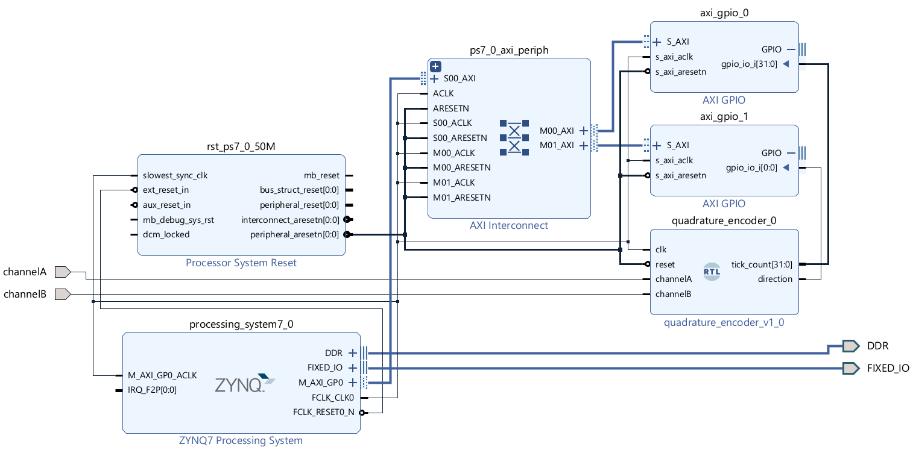 axi_gpio_0
S_AXI
s_axi_aclk
s_axi_aresetn
GPIO
gpio_io_i[31:0]
AXI GPIO
ps7_0_axi_periph
S00_AXI
ACLK
ARESETN
S00_ACLK
S00_ARESETN
M00_ACLK
M00_ARESETN
M01_ACLK
M01_ARESETN
M00_AXI
M01_AXI
AXI Interconnect
axi_gpio_1
S_AXI
s_axi_aclk
s_axi_aresetn
GPIO
gpio_io_i[0:0]
AXI GPIO
rst_ps7_0_50M
slowest_sync_clk
ext_reset_in
aux_reset_in
mb_debug_sys_rst
dcm_locked
mb_reset
bus_struct_reset[0:0]
peripheral_reset[0:0]
interconnect_aresetn[0:0]
peripheral_aresetn[0:0]
Processor System Reset
quadrature_encoder_0
clk
reset
channelA
channelB
RTL
tick_count[31:0]
direction
quadrature_encoder_v1_0
channelA
channelB
processing_system7_0
M_AXI_GP0_ACLK
IRQ_F2P[0:0]
ZYNQ
DDR
FIXED_IO
M_AXI_GP0
FCLK_CLK0
FCLK_RESET0_N
ZYNQ7 Processing System
DDR
FIXED_IO